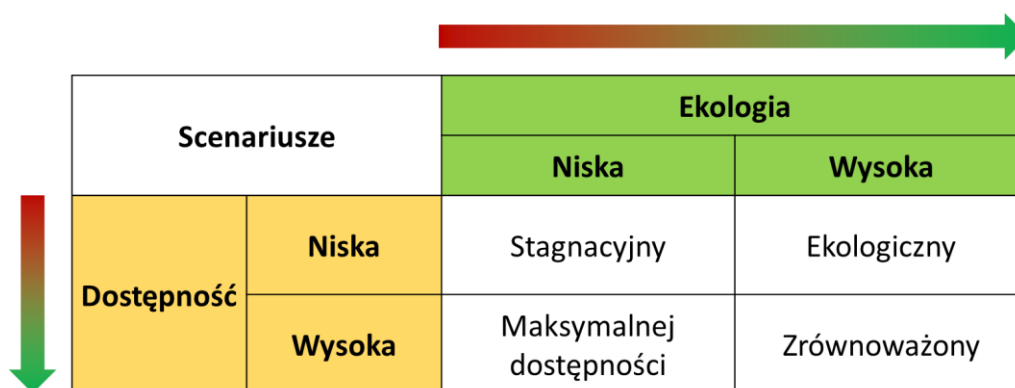 Scenariusze
Ekologia
Niska
Wysoka
Dostępność
Niska
Stagnacyjny
Ekologiczny
Wysoka
Maksymalnej
dostępności
Zrównoważony